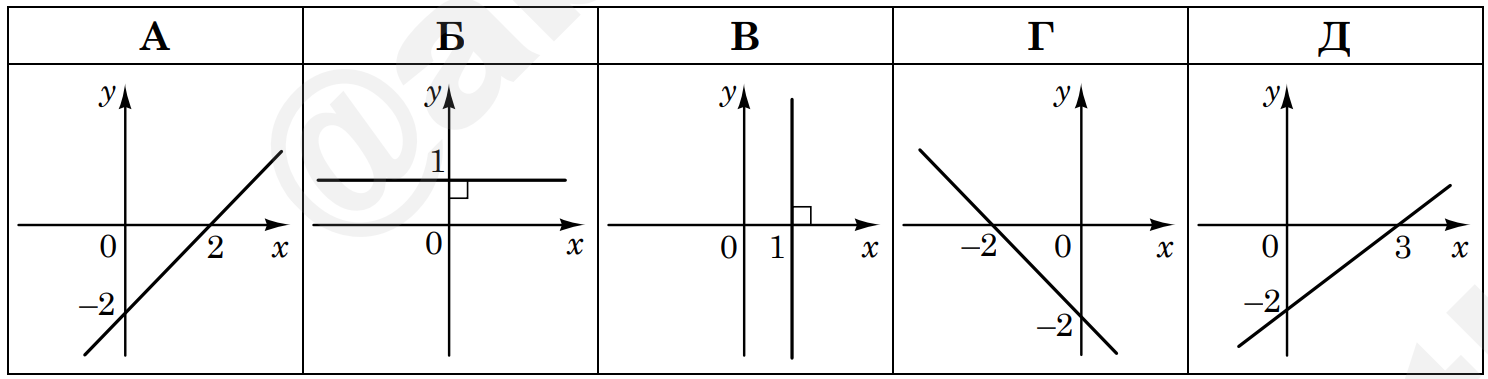 А Б В Г Д
y y y y y
1
0 2 x 0 x 0 1 x –2 0 x 0 3 x
–2 –2 –2